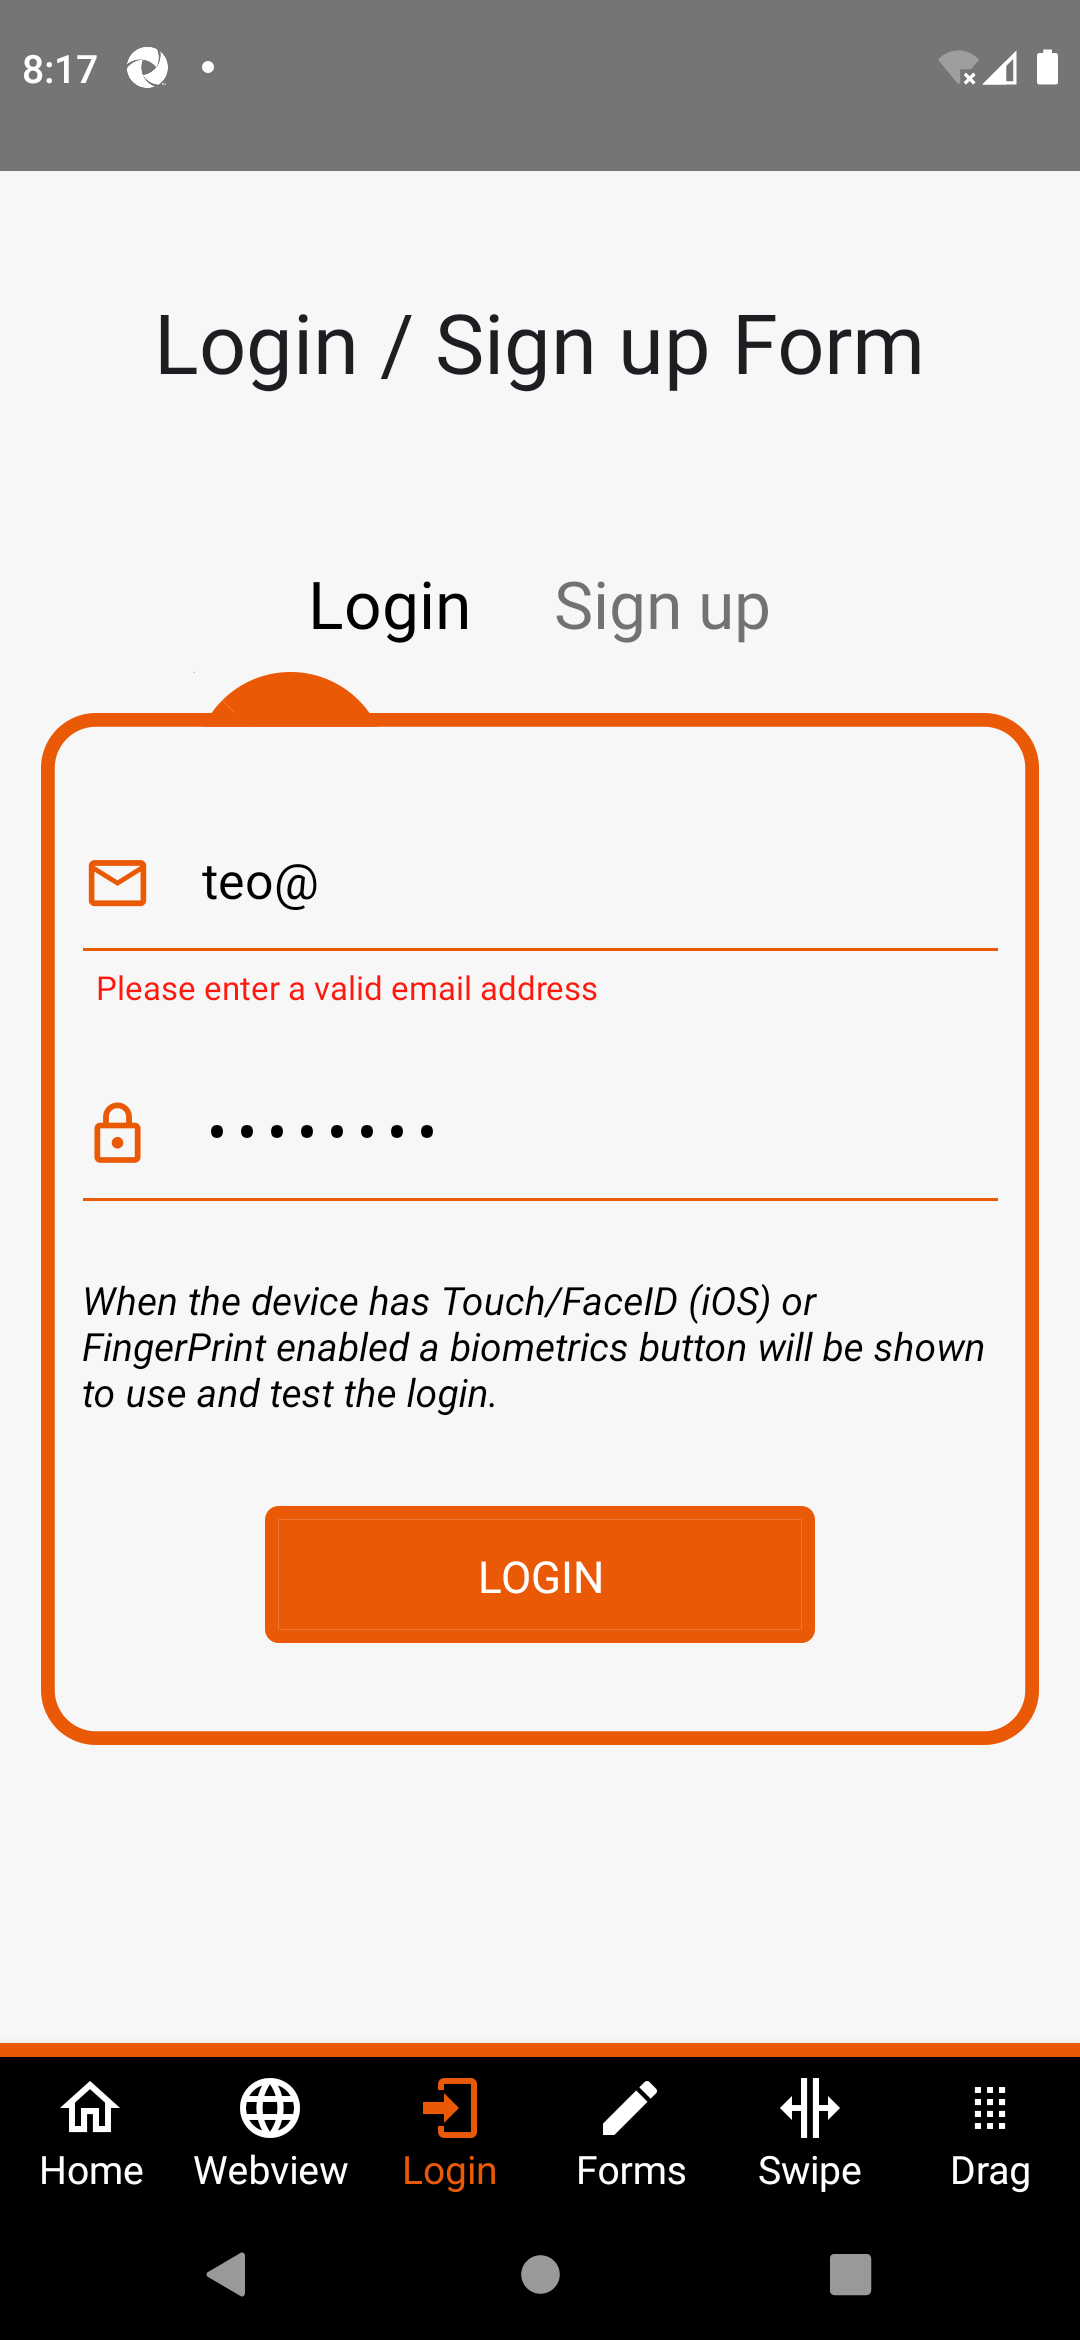 8:17
Login / Sign up Form
Login Sign up
teo@
Please enter a valid email address
••••••••
When the device has Touch/FaceID (iOS) or
FingerPrint enabled a biometrics button will be shown
to use and test the login.
LOGIN
Home Webview Login Forms Swipe Drag